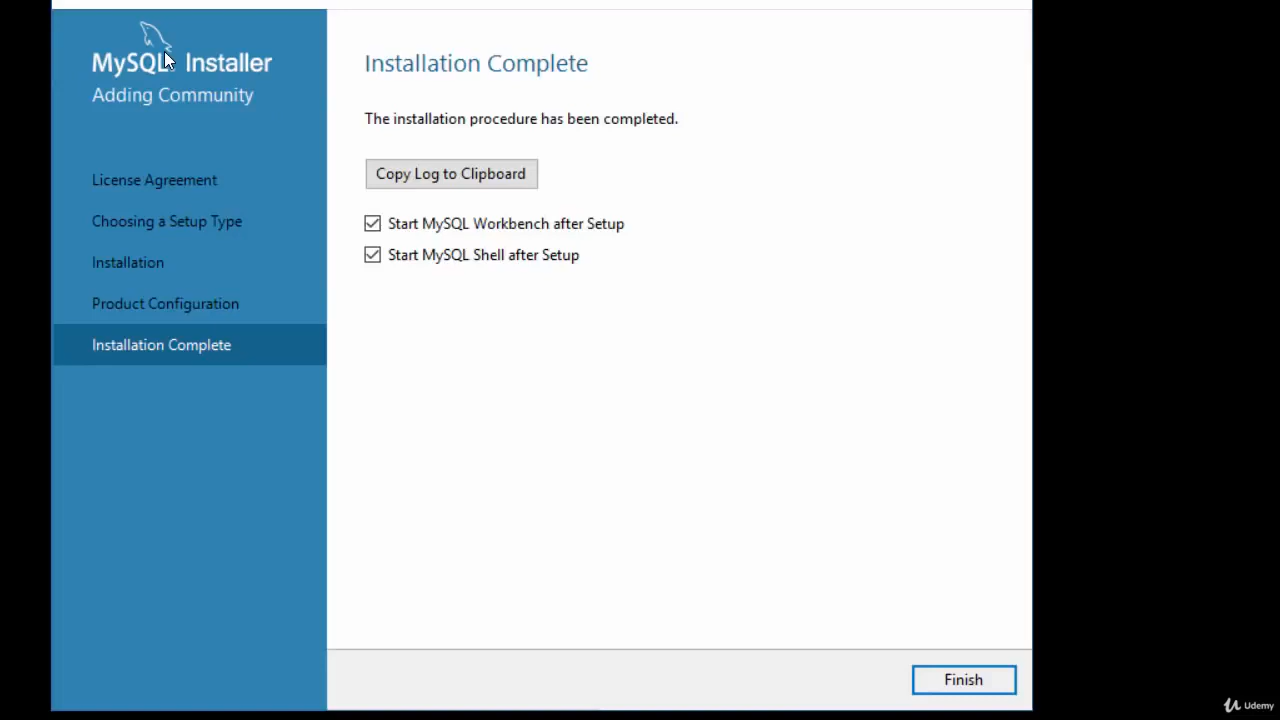 MySQL Installer
Adding Community
License Agreement
Choosing a Setup Type
Installation
Product Configuration
Installation Complete
Installation Complete
The installation procedure has been completed.
Copy Log to Clipboard
Start MySQL Workbench after Setup
Start MySQL Shell after Setup
Finish
Udemy